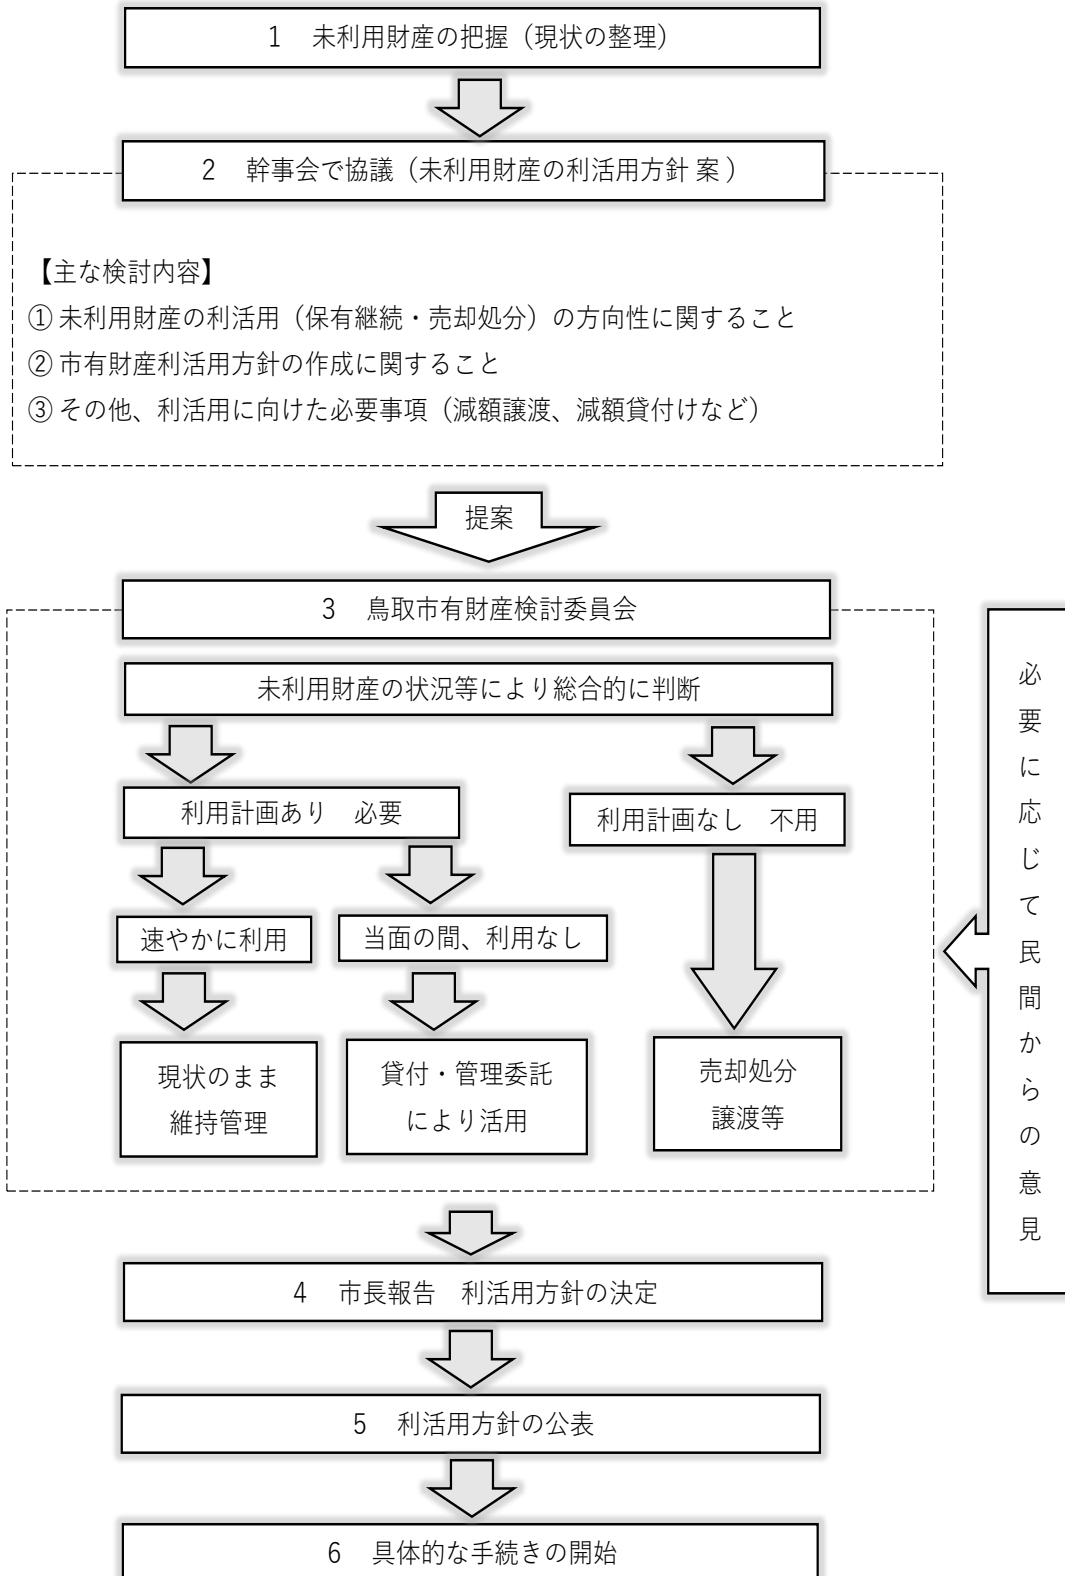 1 未利用財産の把握（現状の整理）
2 幹事会で協議（未利用財産の利活用方針 案 ）
【主な検討内容】
① 未利用財産の利活用（保有継続・売却処分）の方向性に関すること
② 市有財産利活用方針の作成に関すること
③ その他、利活用に向けた必要事項（減額譲渡、減額貸付けなど）
提案
3 鳥取市有財産検討委員会
未利用財産の状況等により総合的に判断
利用計画あり 必要
利用計画なし 不用
速やかに利用
当面の間、利用なし
現状のまま
維持管理
貸付・管理委託
により活用
売却処分
譲渡等
必要に応じて民間からの意見
4 市長報告 利活用方針の決定
5 利活用方針の公表
6 具体的な手続きの開始